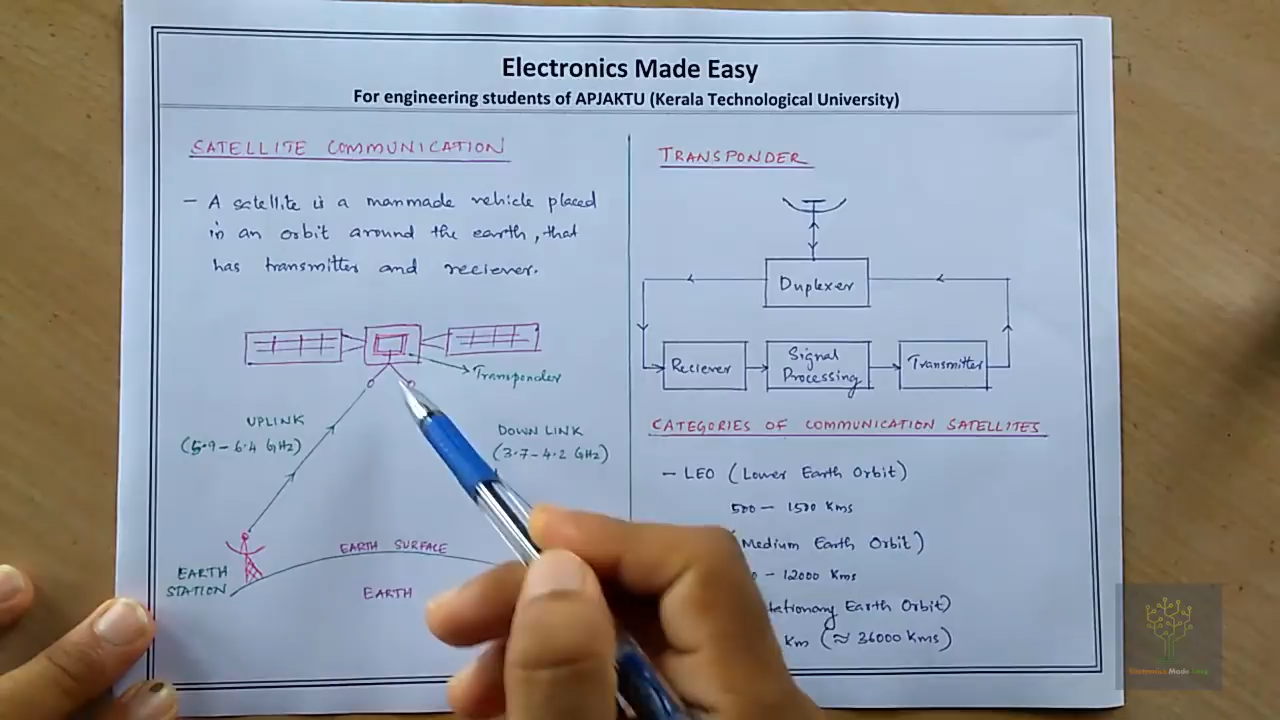 Electronics Made Easy
For engineering students of APJAKTU (Kerala Technological University)
SATELLITE COMMUNICATION
- A satellite is a manmade vehicle placed
in an orbit around the earth, that
has transmitter and reciever.
Transponder
UPLINK
(5.9 - 6.4 GHz)
DOWN LINK
(3.7 - 4.2 GHz)
EARTH SURFACE
EARTH
STATION
EARTH
TRANSPONDER
Duplexer
Reciever
Signal
Processing
Transmitter
CATEGORIES OF COMMUNICATION SATELLITES
- LEO (Lower Earth Orbit)
500 - 1500 Kms
(Medium Earth Orbit)
- 12000 Kms
Earth Orbit)
Km (≈ 36000 Kms)
Electronics Made Easy